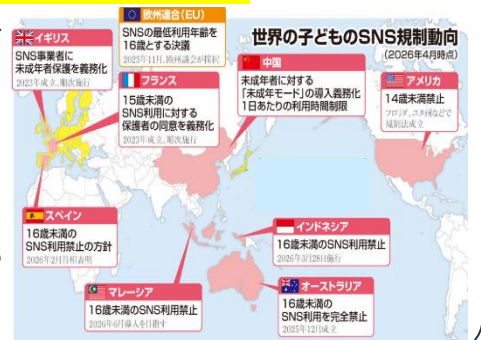 世界の子どものSNS規制動向
(2026年4月時点)
イギリス
SNS事業者に
未成年者保護を義務化
2023年成立、順次施行
欧州連合(EU)
SNSの最低利用年齢を
16歳とする決議
2025年11月、欧州議会が採択
フランス
15歳未満の
SNS利用に対する
保護者の同意を義務化
2023年成立、順次施行
中国
未成年者に対する
「未成年モード」の導入義務化
1日あたりの利用時間制限
アメリカ
14歳未満禁止
フロリダ、ユタ州などで
規制法成立
スペイン
16歳未満の
SNS利用禁止の方針
2026年2月首相表明
マレーシア
16歳未満のSNS利用禁止
2026年6月導入を目指す
インドネシア
16歳未満のSNS利用禁止
2026年3月28日施行
オーストラリア
16歳未満の
SNS利用を完全禁止
2025年12月成立